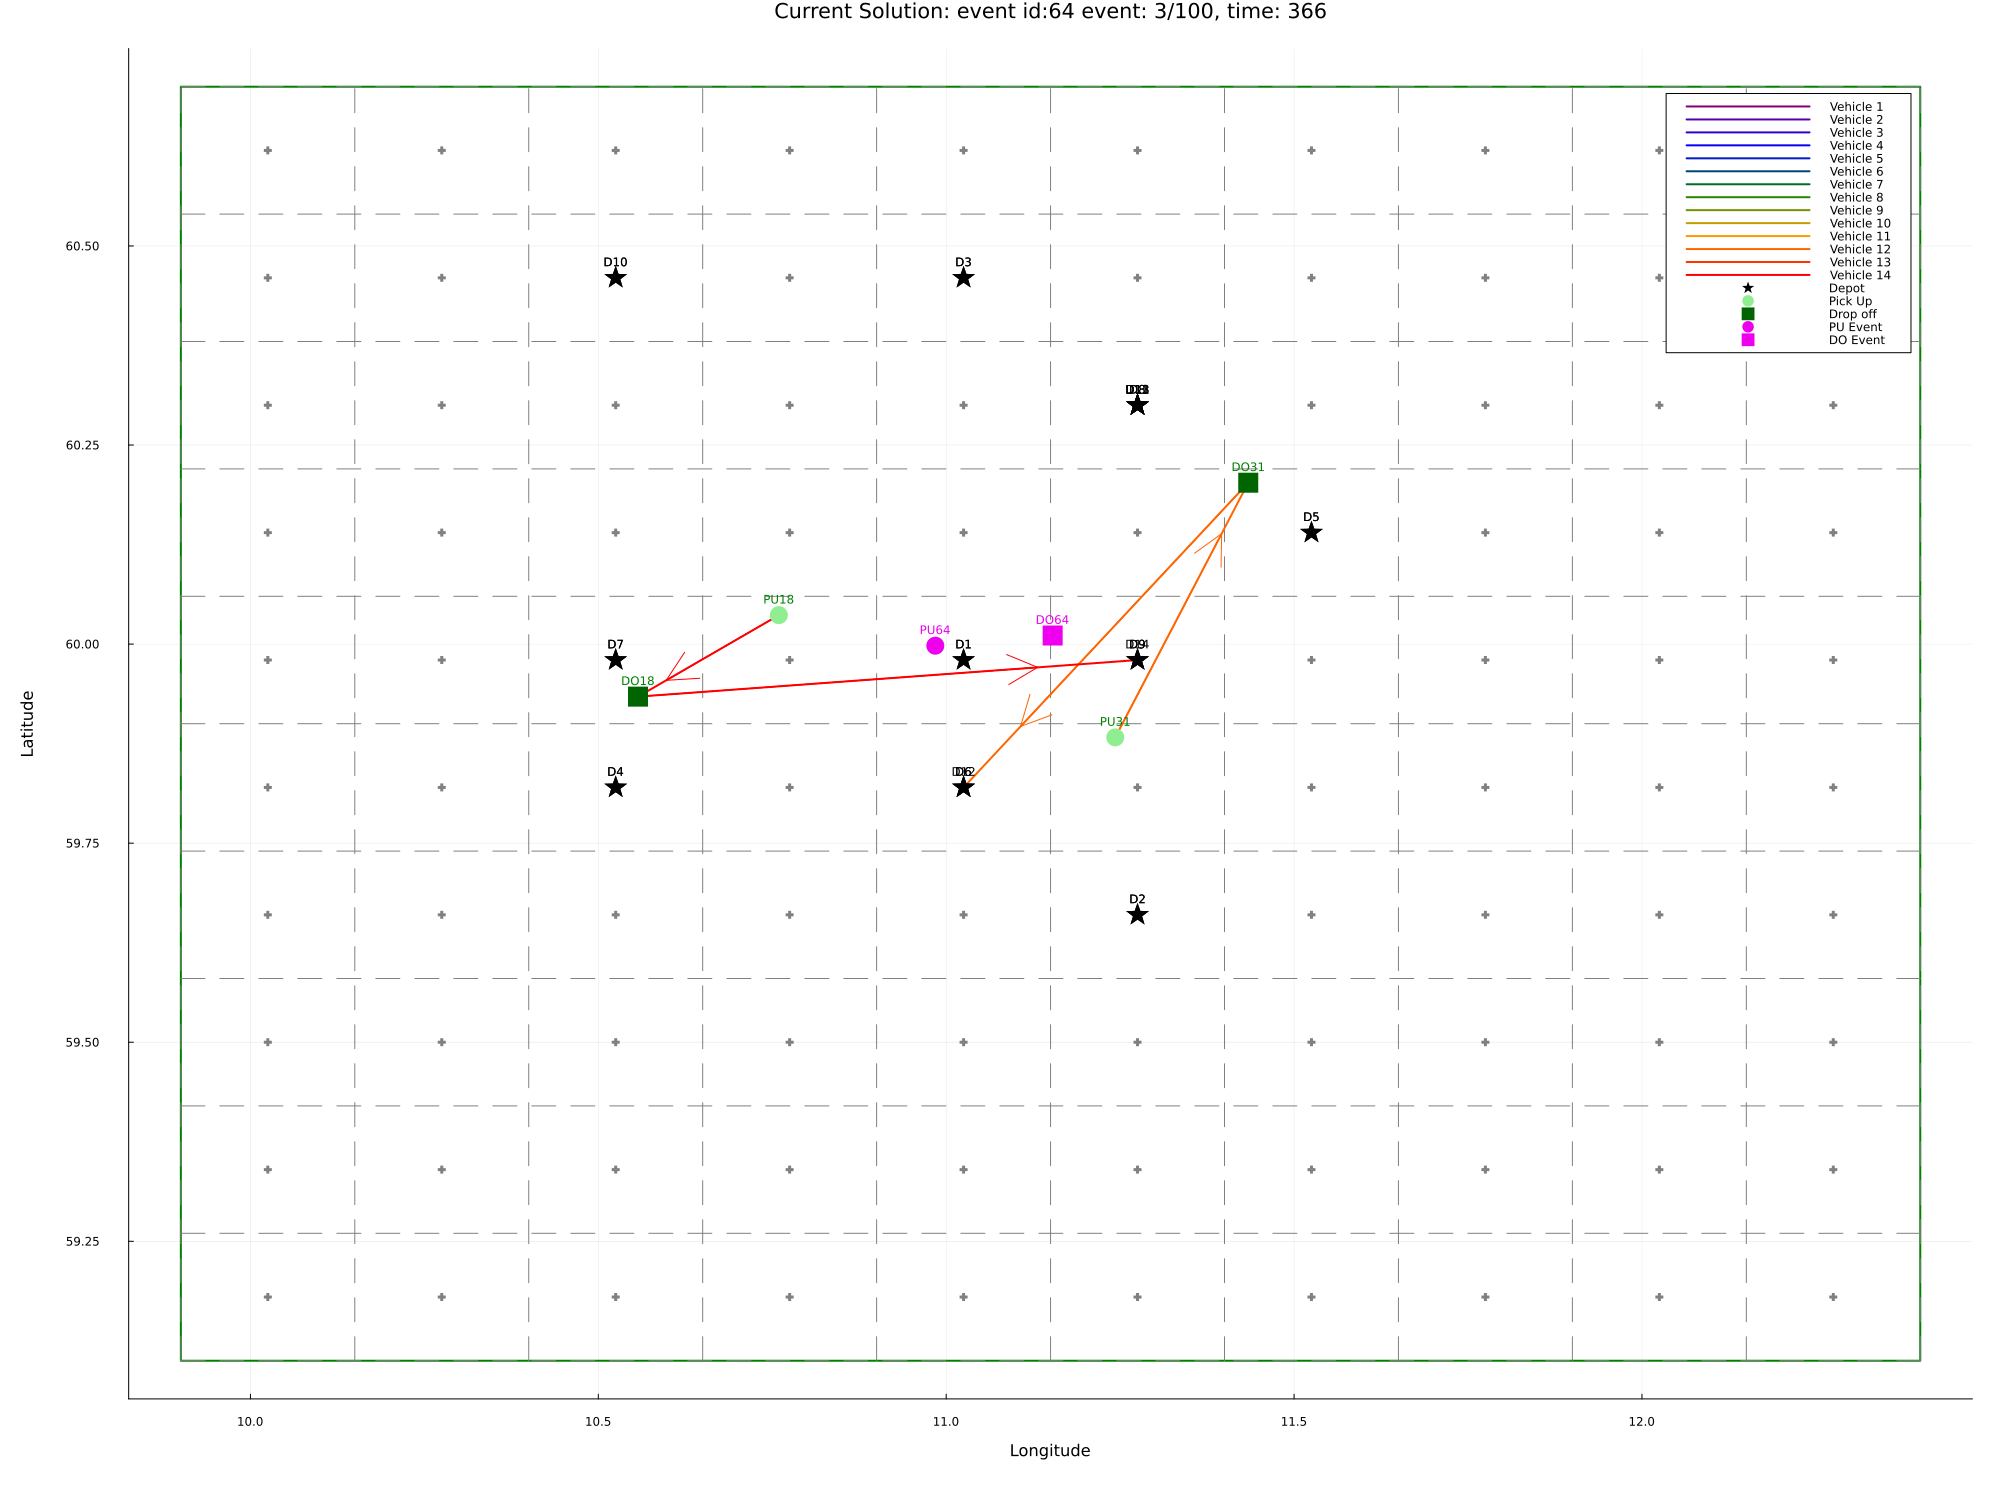 Current Solution: event id:64 event: 3/100, time: 366
Vehicle 1
Vehicle 2
Vehicle 3
Vehicle 4
Vehicle 5
Vehicle 6
Vehicle 7
Vehicle 8
Vehicle 9
Vehicle 10
Vehicle 11
Vehicle 12
Vehicle 13
Vehicle 14
Depot
Pick Up
Drop off
PU Event
DO Event
60.50
D10
D3
60.25
DO31
D5
PU18
PU64
DO64
60.00
D7
D1
DO18
PU31
Latitude
D4
59.75
D2
59.50
59.25
10.0
10.5
11.0
11.5
12.0
Longitude